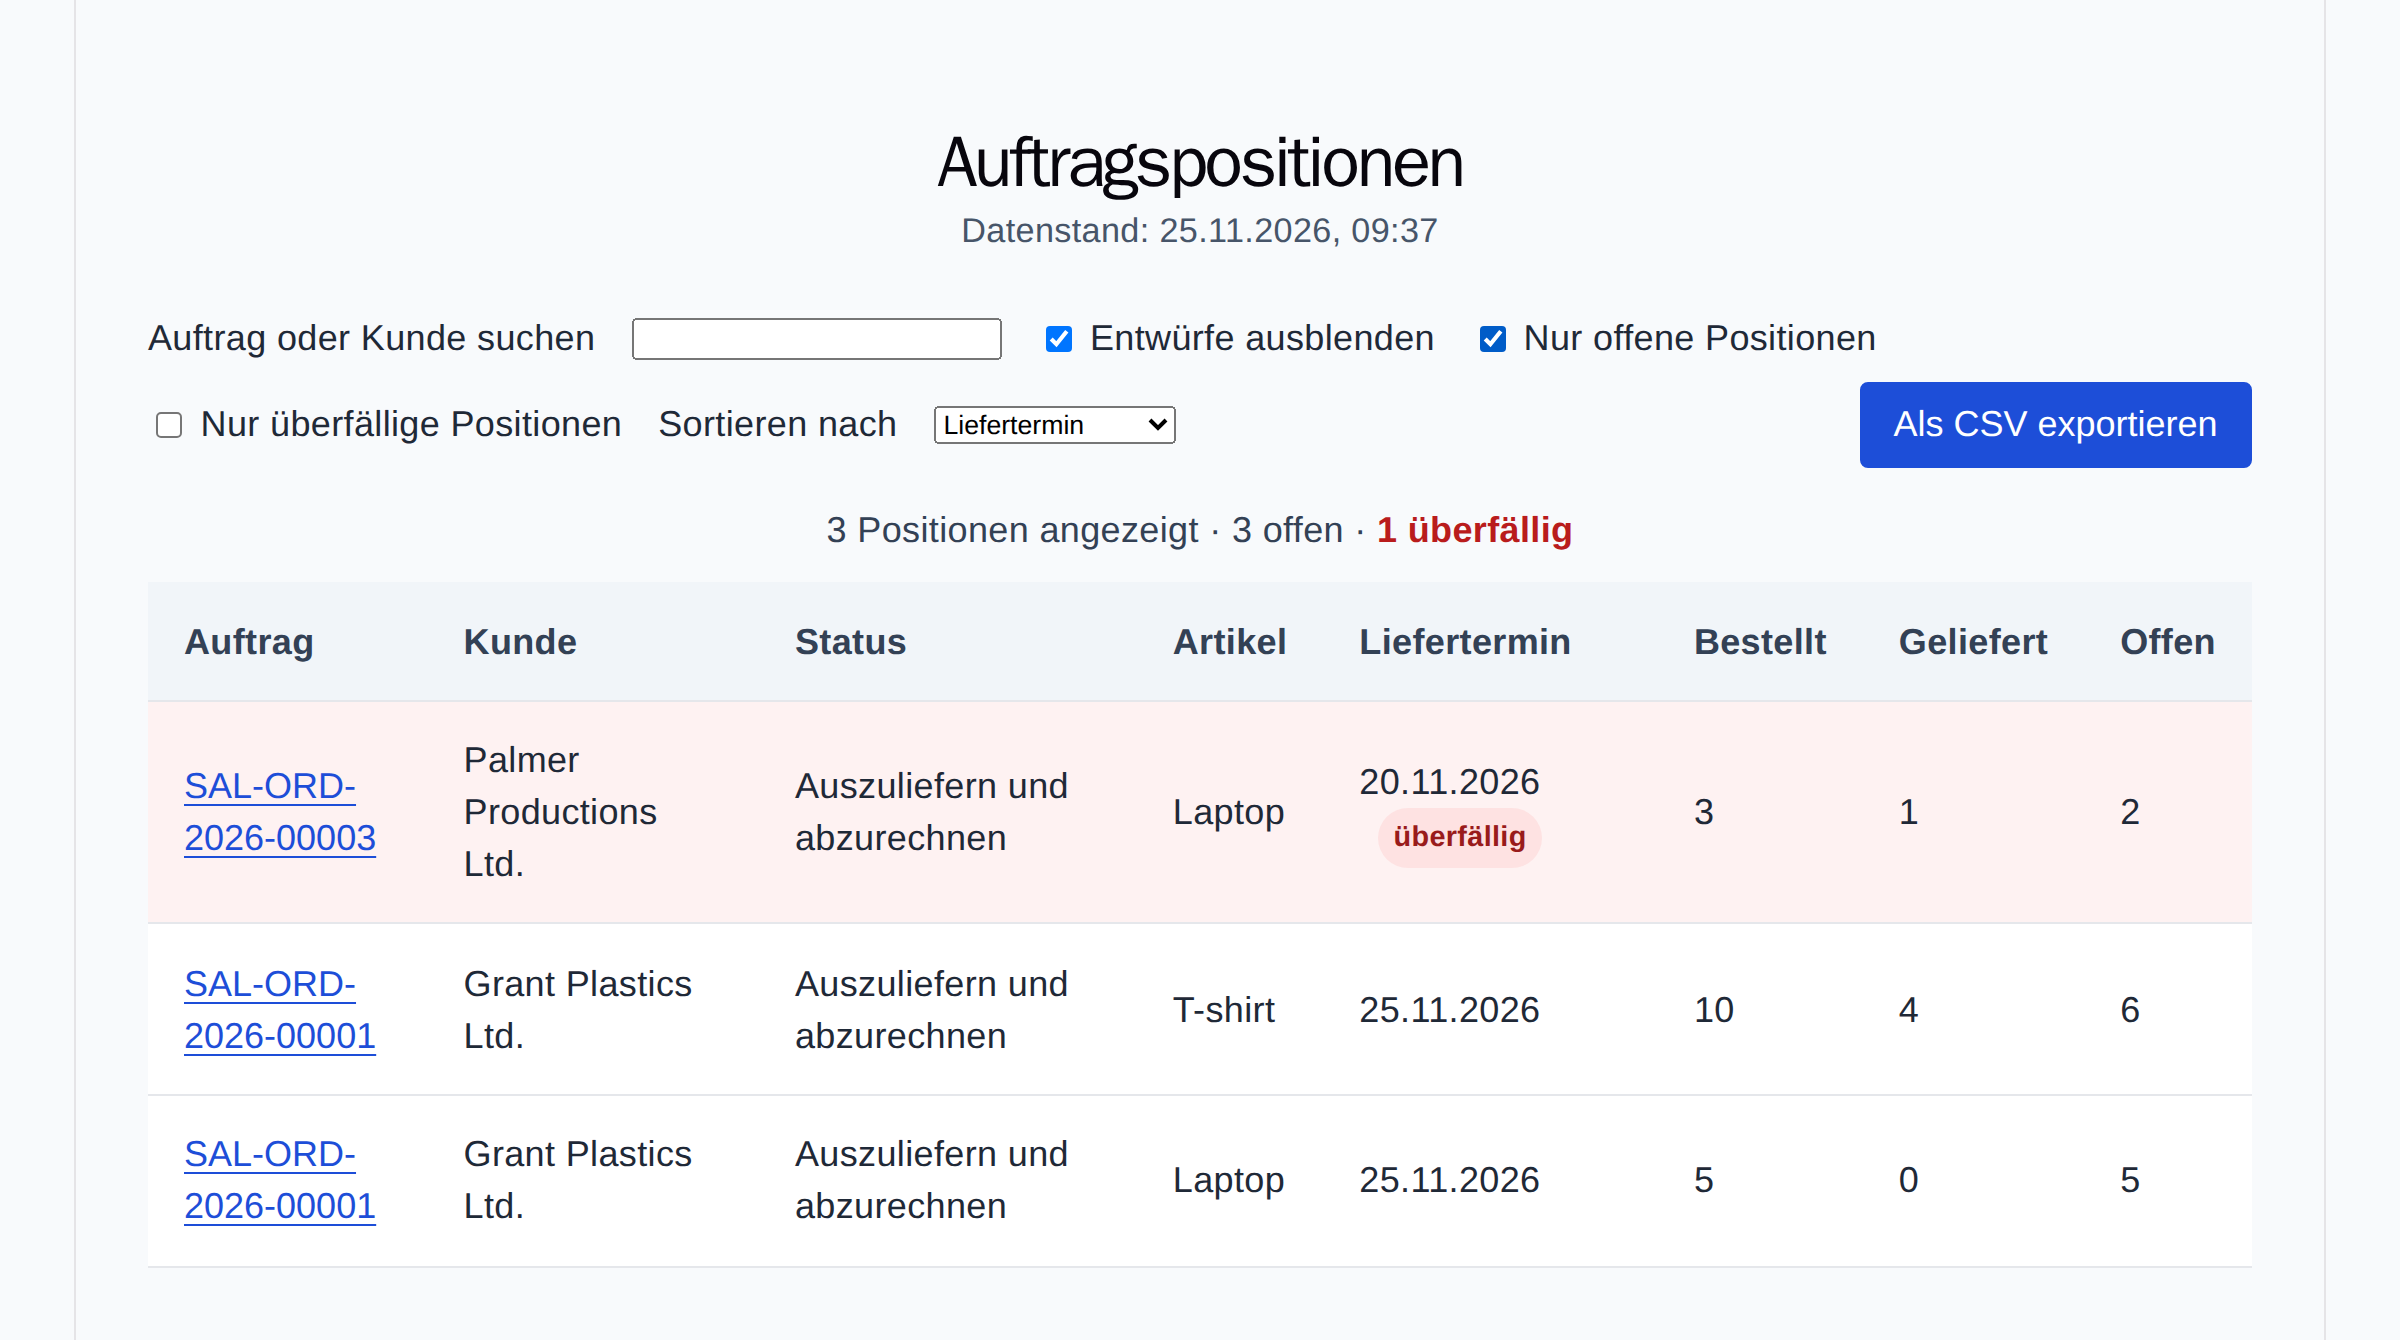 Auftragspositionen
Datenstand: 25.11.2026, 09:37
Auftrag oder Kunde suchen Entwürfe ausblenden Nur offene Positionen
Nur überfällige Positionen Sortieren nach Liefertermin Als CSV exportieren
3 Positionen angezeigt · 3 offen · 1 überfällig
Auftrag Kunde Status Artikel Liefertermin Bestellt Geliefert Offen
SAL-ORD-
2026-00003
Palmer
Productions
Ltd.
Auszuliefern und
abzurechnen
Laptop
20.11.2026
überfällig
3
1
2
SAL-ORD-
2026-00001
Grant Plastics
Ltd.
Auszuliefern und
abzurechnen
T-shirt
25.11.2026
10
4
6
SAL-ORD-
2026-00001
Grant Plastics
Ltd.
Auszuliefern und
abzurechnen
Laptop
25.11.2026
5
0
5